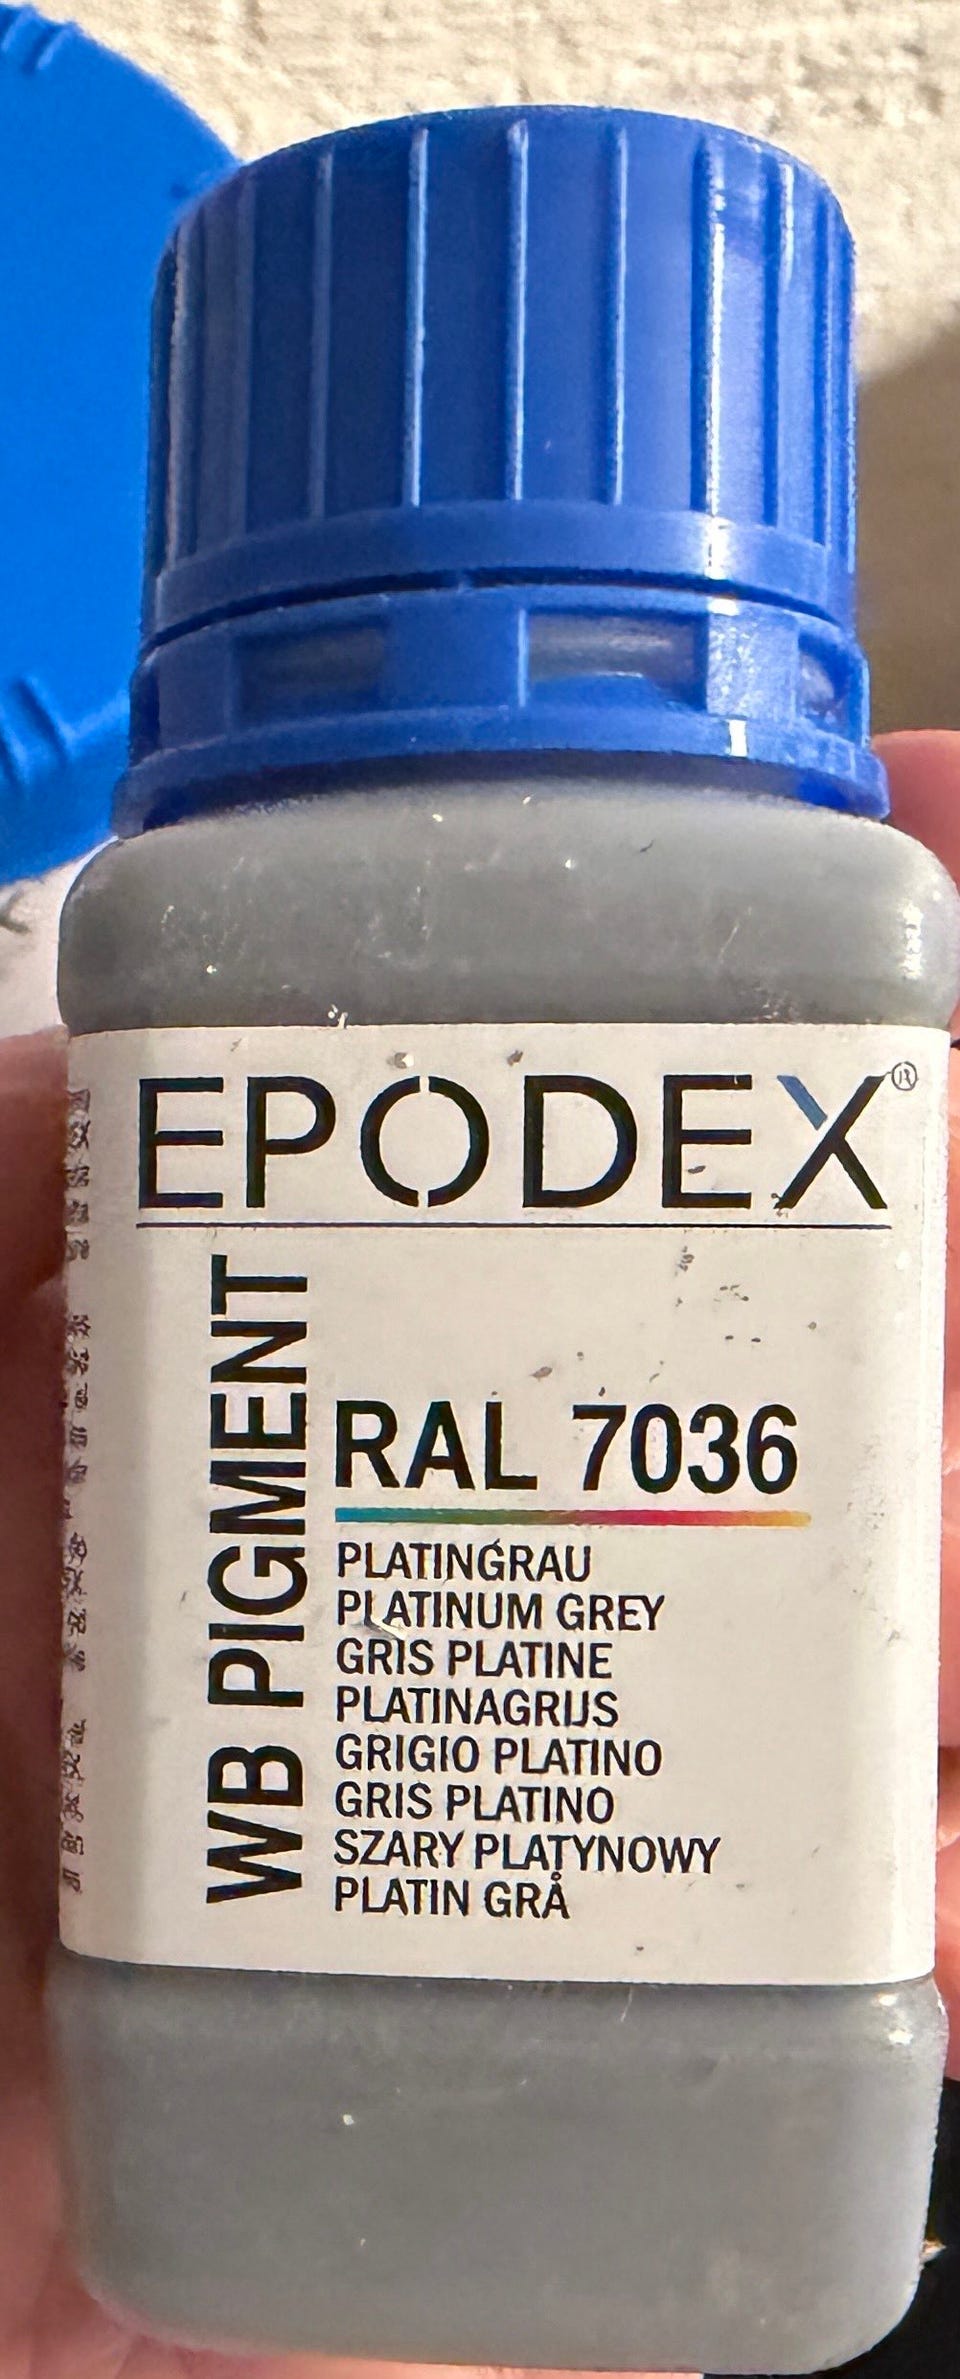 EPODEX®
WB PIGMENT
RAL 7036
PLATINGRAU
PLATINUM GREY
GRIS PLATINE
PLATINAGRIJS
GRIGIO PLATINO
GRIS PLATINO
SZARY PLATYNOWY
PLATIN GRÅ